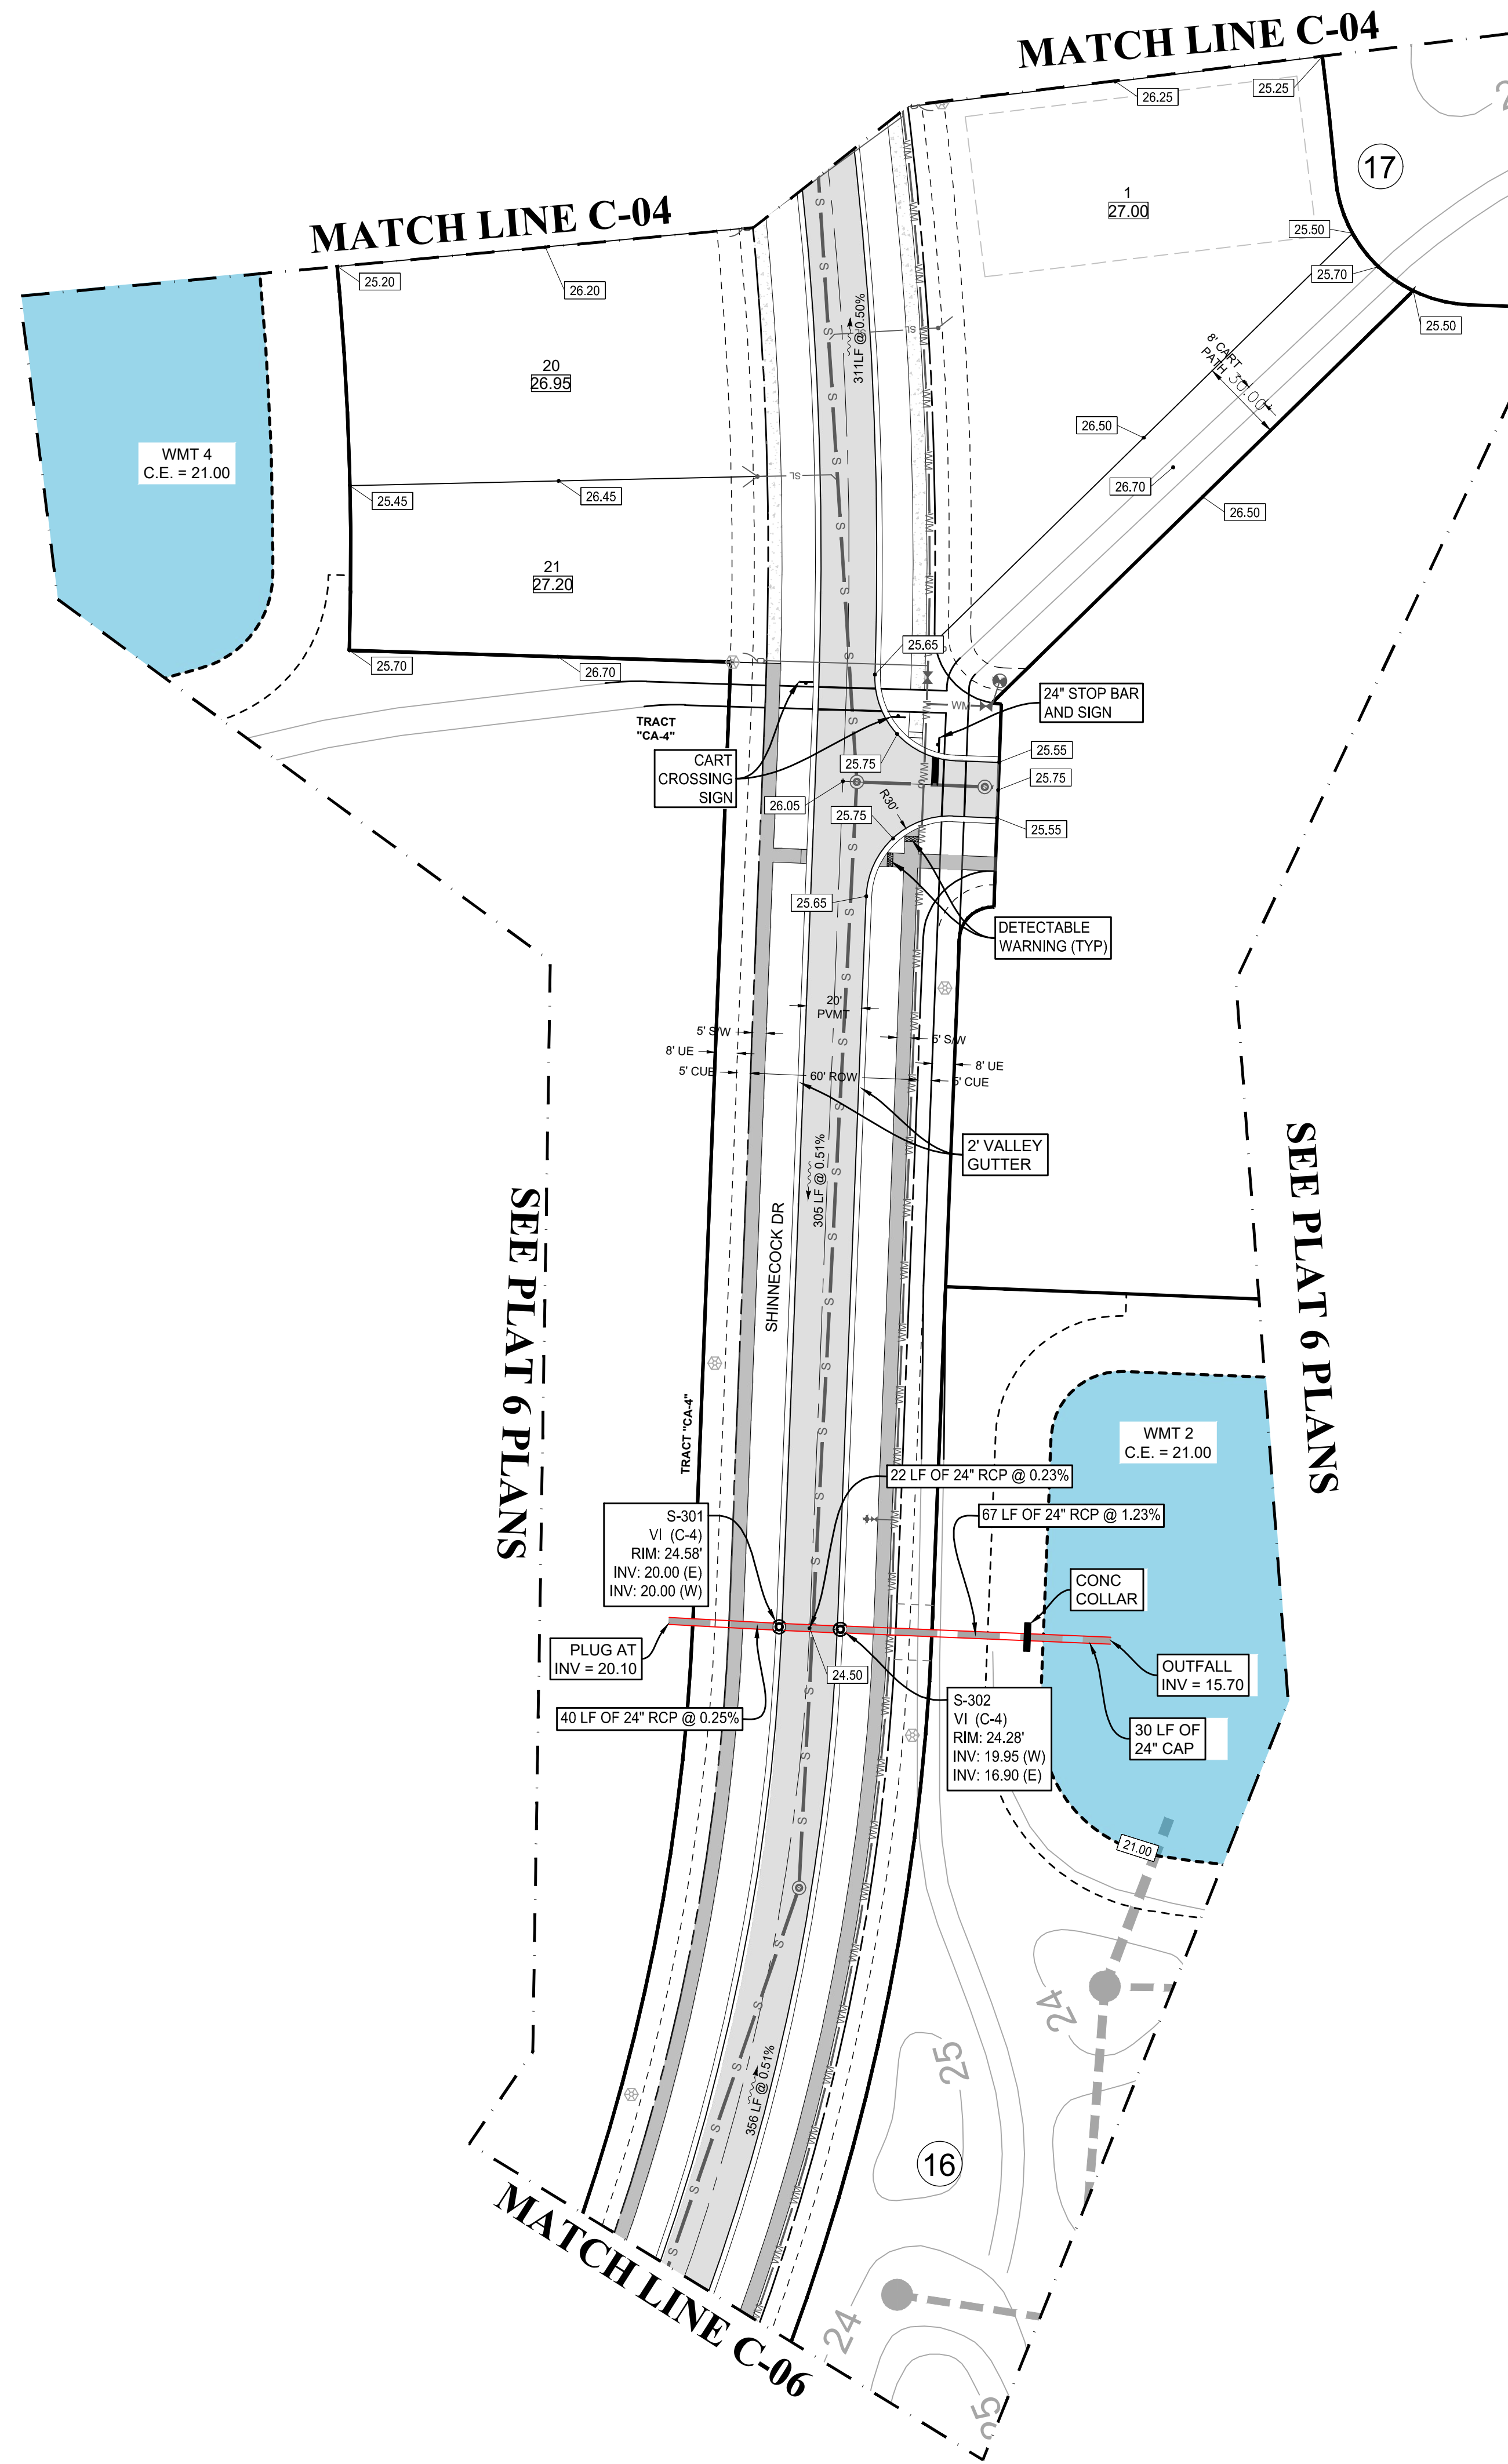 MATCH LINE C-04
26.25
25.25
17
1
27.00
25.50
25.70
25.50
MATCH LINE C-04
25.20
26.20
20
26.95
WMT 4
C.E. = 21.00
25.45
26.45
21
27.20
25.70
26.70
311LF @ 0.50%
SL
SL
8' CART
PATH
30.00'
26.50
26.70
26.50
25.65
24" STOP BAR
AND SIGN
TRACT
"CA-4"
CART
CROSSING
SIGN
25.75
25.55
25.75
26.05
25.75
R30'
25.55
25.65
DETECTABLE
WARNING (TYP)
20'
PVMT
5' S/W
5' S/W
8' UE
8' UE
5' CUE
60' ROW
5' CUE
2' VALLEY
GUTTER
305 LF @ 0.51%
SHINNECOCK DR
SEE PLAT 6 PLANS
SEE PLAT 6 PLANS
TRACT "CA-4"
WMT 2
C.E. = 21.00
22 LF OF 24" RCP @ 0.23%
67 LF OF 24" RCP @ 1.23%
S-301
VI (C-4)
RIM: 24.58'
INV: 20.00 (E)
INV: 20.00 (W)
CONC
COLLAR
PLUG AT
INV = 20.10
OUTFALL
INV = 15.70
24.50
40 LF OF 24" RCP @ 0.25%
S-302
VI (C-4)
RIM: 24.28'
INV: 19.95 (W)
INV: 16.90 (E)
30 LF OF
24" CAP
21.00
24
25
356 LF @ 0.51%
16
MATCH LINE C-06
24
25
S
WM